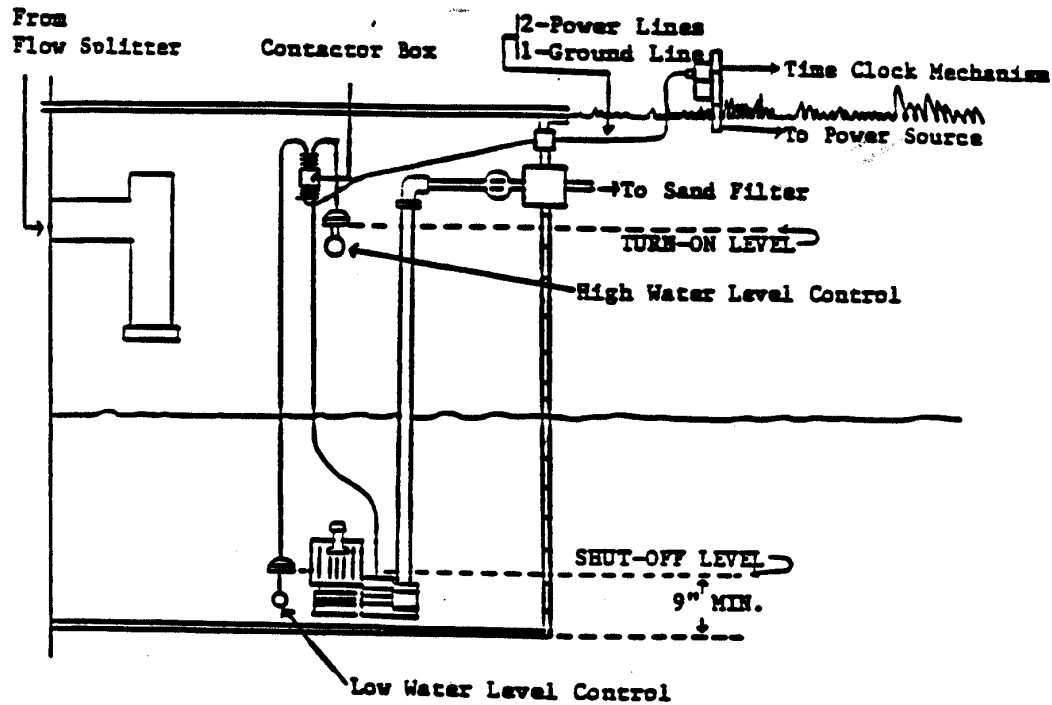 From
Flow Splitter
Contactor Box
2-Power Lines
1-Ground Line
Time Clock Mechanism
To Power Source
To Sand Filter
TURN-ON LEVEL
High Water Level Control
SHUT-OFF LEVEL
9" MIN.
Low Water Level Control